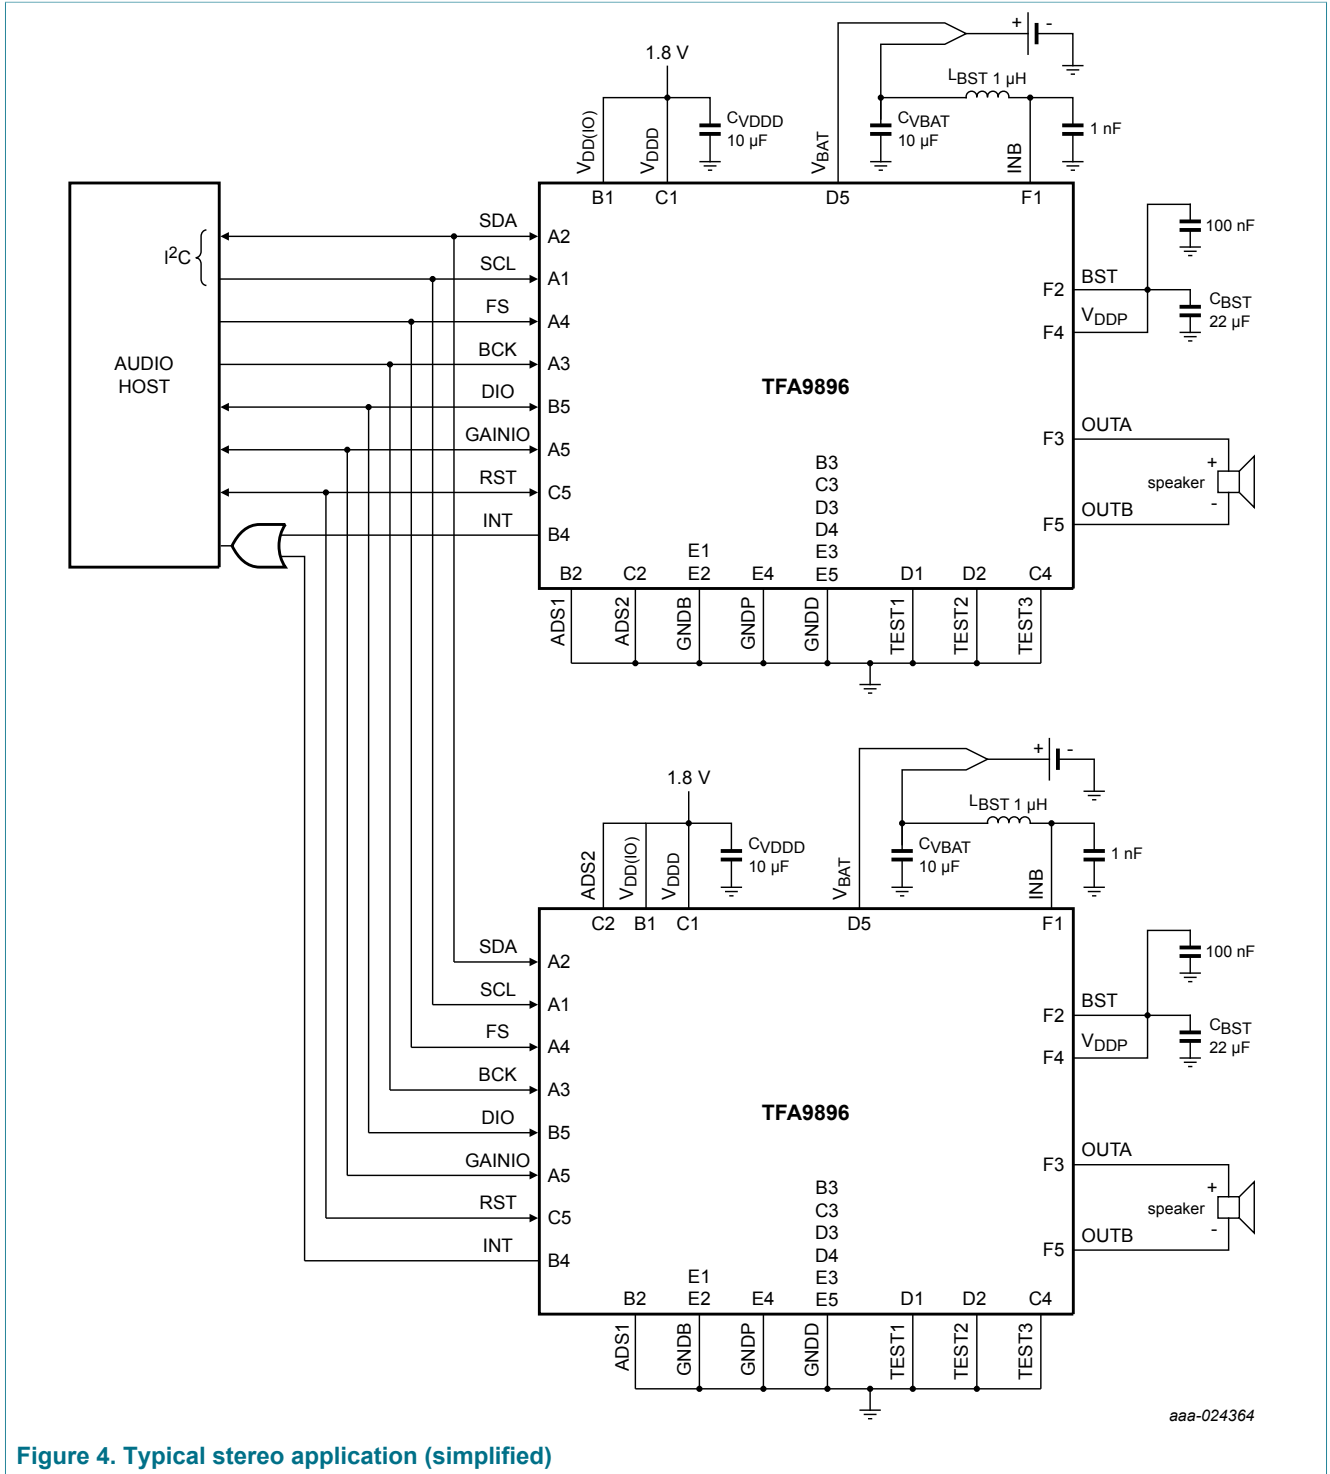 1.8 V
+ -
LBST 1 µH
VDD(IO)
VDDD
CVDDD
10 µF
VBAT
CVBAT
10 µF
INB
1 nF
B1 C1 D5 F1
AUDIO
HOST
I2C
SDA
A2
SCL
A1
FS
A4
BCK
A3
DIO
B5
GAINIO
A5
RST
C5
INT
B4
TFA9896
100 nF
F2 BST
F4 VDDP
CBST
22 µF
F3 OUTA
+
speaker
-
F5 OUTB
B3
C3
D3
D4
E1 E3
B2 C2 E2 E4 E5 D1 D2 C4
ADS1 ADS2 GNDB GNDP GNDD TEST1 TEST2 TEST3
1.8 V
+ -
LBST 1 µH
ADS2
VDD(IO)
VDDD
CVDDD
10 µF
VBAT
CVBAT
10 µF
INB
1 nF
C2 B1 C1 D5 F1
SDA
A2
SCL
A1
FS
A4
BCK
A3
DIO
B5
GAINIO
A5
RST
C5
INT
B4
TFA9896
100 nF
F2 BST
F4 VDDP
CBST
22 µF
F3 OUTA
+
speaker
-
F5 OUTB
B3
C3
D3
D4
E1 E3
B2 E2 E4 E5 D1 D2 C4
ADS1 GNDB GNDP GNDD TEST1 TEST2 TEST3
aaa-024364
Figure 4. Typical stereo application (simplified)